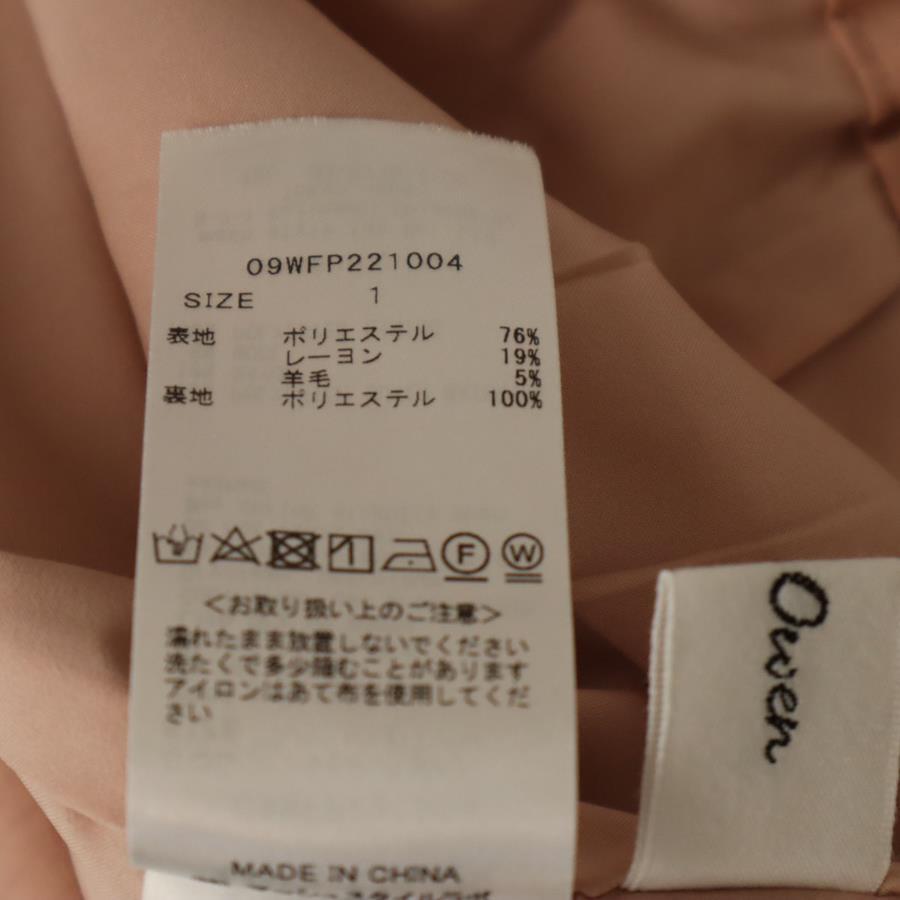 09WFP221004
SIZE 1
表地 ポリエステル 76%
レーヨン 19%
羊毛 5%
裏地 ポリエステル 100%
F W
<お取り扱い上のご注意>
濡れたまま放置しないでください
洗たくで多少縮むことがあります
アイロンはあて布を使用してくだ
さい
MADE IN CHINA
Owen